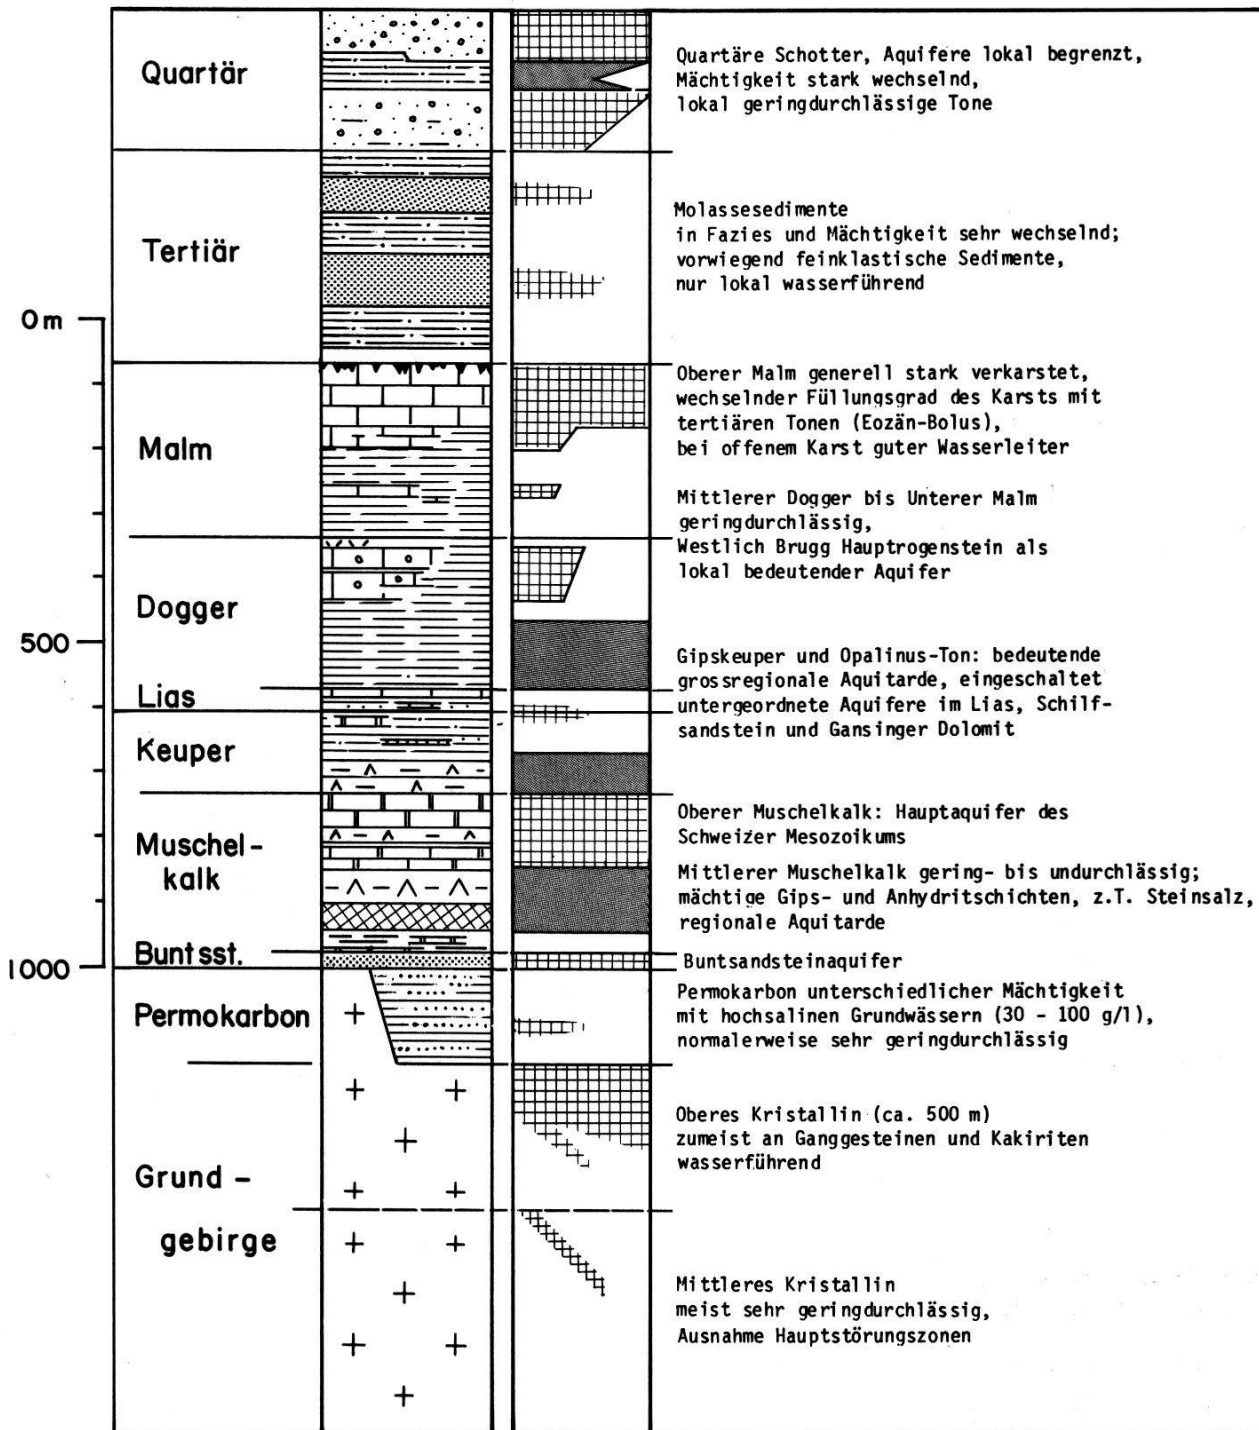 Quartär
Quartäre Schotter, Aquifere lokal begrenzt,
Mächtigkeit stark wechselnd,
lokal geringdurchlässige Tone
Tertiär
Molassesedimente
in Fazies und Mächtigkeit sehr wechselnd;
vorwiegend feinklastische Sedimente,
nur lokal wasserführend
0 m
Malm
Oberer Malm generell stark verkarstet,
wechselnder Füllungsgrad des Karsts mit
tertiären Tonen (Eozän-Bolus),
bei offenem Karst guter Wasserleiter
Mittlerer Dogger bis Unterer Malm
geringdurchlässig,
Westlich Brugg Hauptrogenstein als
lokal bedeutender Aquifer
Dogger
500
Lias
Gipskeuper und Opalinus-Ton: bedeutende
grossregionale Aquitarde, eingeschaltet
untergeordnete Aquifere im Lias, Schilf-
sandstein und Gansinger Dolomit
Keuper
Muschel-
kalk
Oberer Muschelkalk: Hauptaquifer des
Schweizer Mesozoikums
Mittlerer Muschelkalk gering- bis undurchlässig;
mächtige Gips- und Anhydritschichten, z.T. Steinsalz,
regionale Aquitarde
Buntsst.
Buntsandsteinaquifer
1000
Permokarbon
Permokarbon unterschiedlicher Mächtigkeit
mit hochsalinen Grundwässern (30 - 100 g/l),
normalerweise sehr geringdurchlässig
Grund-
gebirge
Oberes Kristallin (ca. 500 m)
zumeist an Ganggesteinen und Kakiriten
wasserführend
Mittleres Kristallin
meist sehr geringdurchlässig,
Ausnahme Hauptstörungszonen